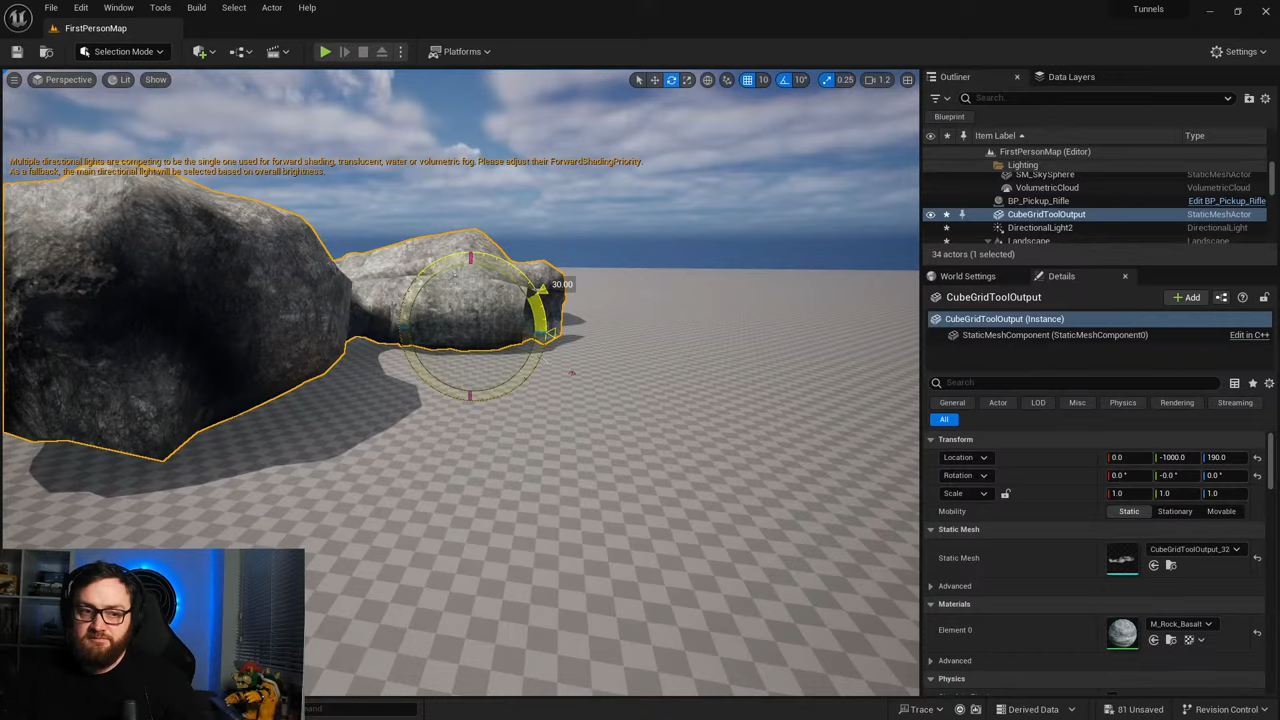 File Edit Window Tools Build Select Actor Help
Tunnels
FirstPersonMap
Selection Mode
Platforms
Settings
Perspective Lit Show
10 10° 0.25 1.2
Multiple directional lights are competing to be the single one used for forward shading, translucent, water or volumetric fog. Please adjust their ForwardShadingPriority.
As a fallback, the main directional light will be selected based on overall brightness.
30.00
Outliner Data Layers
Search.
Blueprint
Item Label Type
FirstPersonMap (Editor)
Lighting
SM_SkySphere StaticMeshActor
VolumetricCloud VolumetricCloud
BP_Pickup_Rifle Edit BP_Pickup_Rifle
CubeGridToolOutput StaticMeshActor
DirectionalLight2 DirectionalLight
Landscape Landscape
34 actors (1 selected)
World Settings Details
CubeGridToolOutput
Add
CubeGridToolOutput (Instance)
StaticMeshComponent (StaticMeshComponent0) Edit in C++
Search
General Actor LOD Misc Physics Rendering Streaming
All
Transform
Location 0.0 -1000.0 190.0
Rotation 0.0 ° -0.0 ° 0.0 °
Scale 1.0 1.0 1.0
Mobility Static Stationary Movable
Static Mesh
Static Mesh CubeGridToolOutput_32
Advanced
Materials
Element 0 M_Rock_Basalt
Advanced
Physics
Trace
Derived Data
81 Unsaved
Revision Control